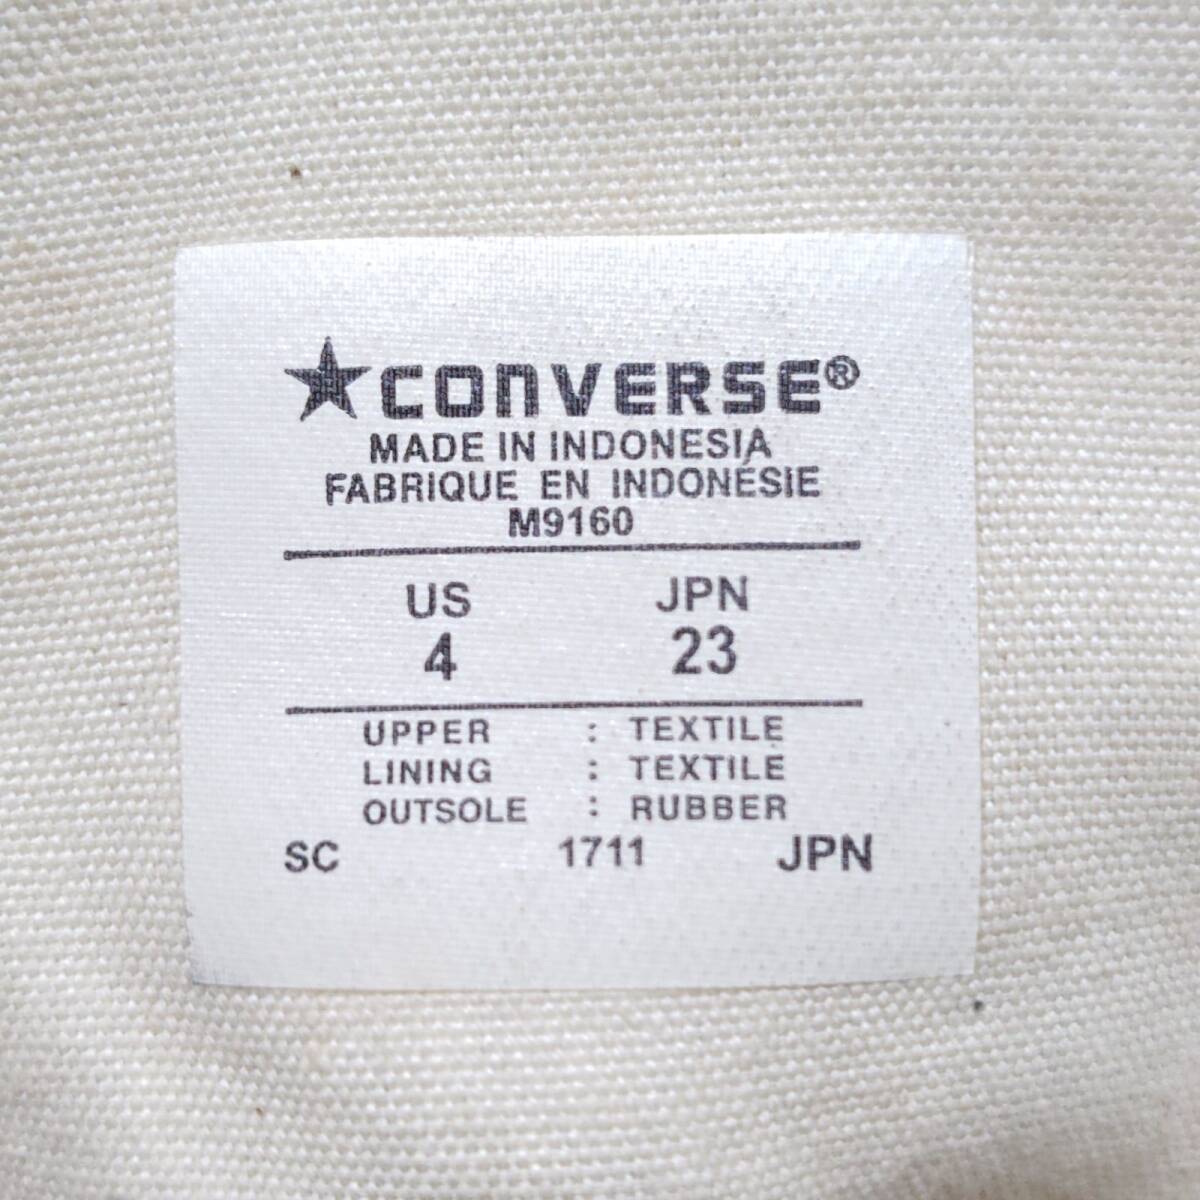 CONVERSE®
MADE IN INDONESIA
FABRIQUE EN INDONÉSIE
M9160
US JPN
4 23
UPPER : TEXTILE
LINING : TEXTILE
OUTSOLE : RUBBER
SC 1711 JPN